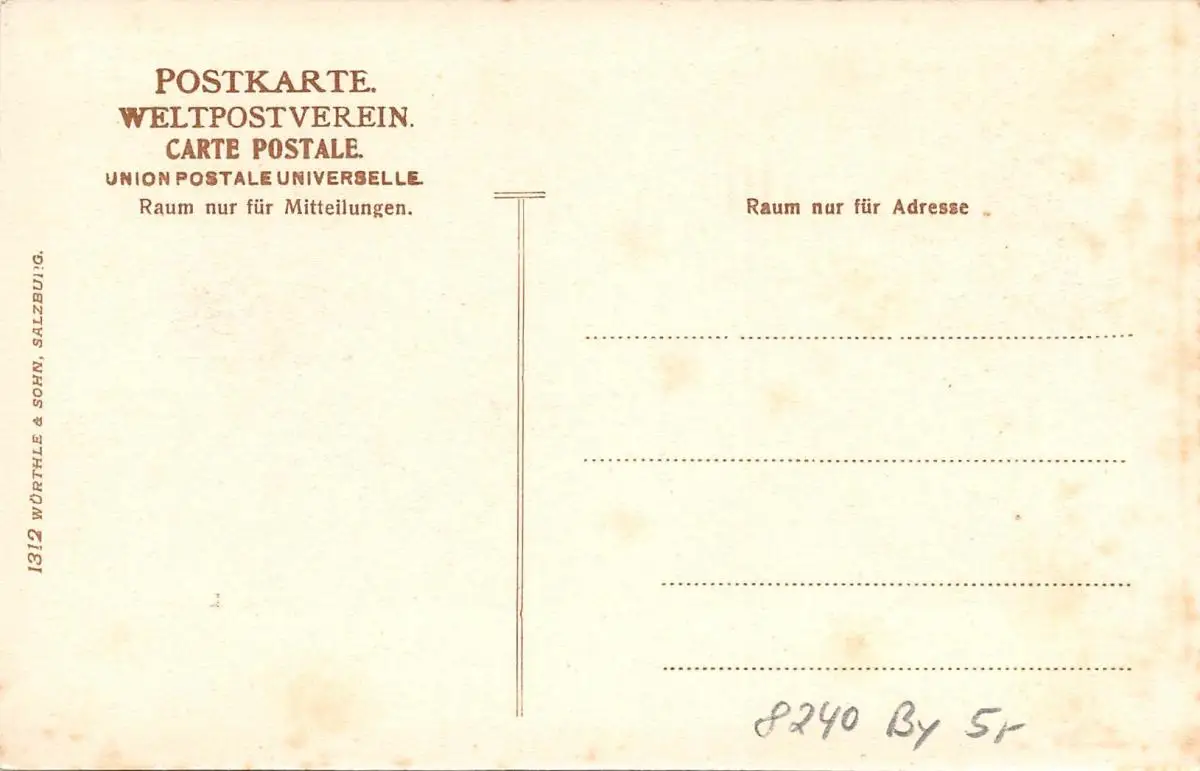 POSTKARTE.
WELTPOSTVEREIN.
CARTE POSTALE.
UNION POSTALE UNIVERSELLE.
Raum nur für Mitteilungen.
Raum nur für Adresse
1312 WÜRTHLE & SOHN, SALZBURG.
8240 By 5,-